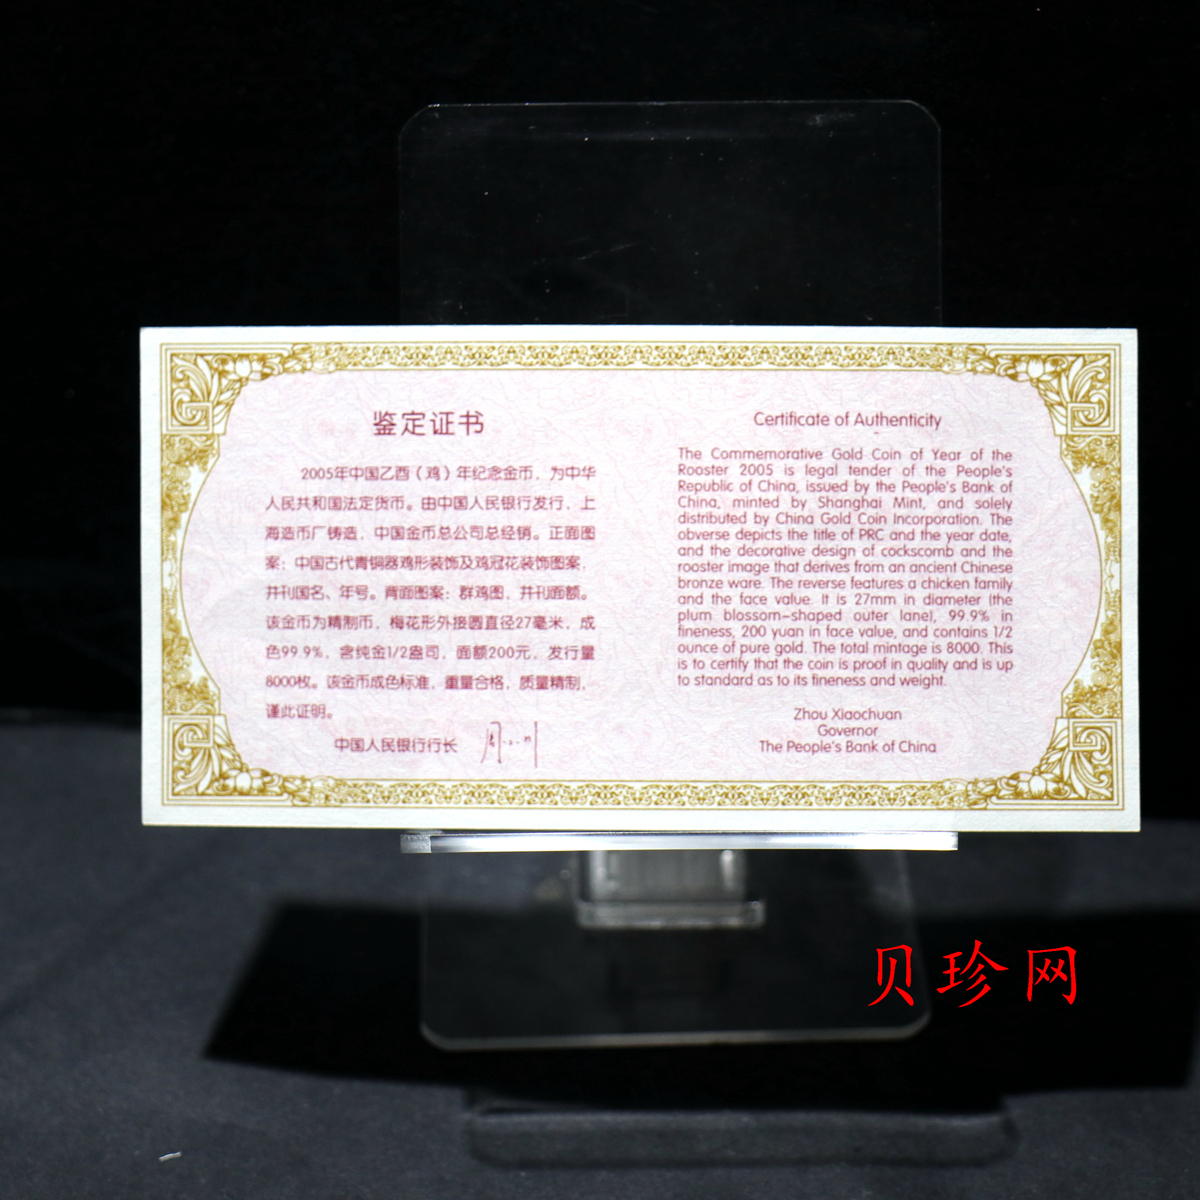 鉴定证书
2005年中国乙酉（鸡）年纪念金币，为中华
人民共和国法定货币。由中国人民银行发行，上
海造币厂铸造，中国金币总公司总经销。正面图
案：中国古代青铜器鸡形装饰及鸡冠花装饰图案，
并刊国名、年号。背面图案：群鸡图，并刊面额。
该金币为精制币，梅花形外接圆直径27毫米，成
色99.9%，含纯金1/2盎司，面额200元，发行量
8000枚。该金币成色标准，重量合格，质量精制，
谨此证明。
中国人民银行行长
Certificate of Authenticity
The Commemorative Gold Coin of Year of the
Rooster 2005 is legal tender of the People's
Republic of China, issued by the People's Bank of
China, minted by Shanghai Mint, and solely
distributed by China Gold Coin Incorporation. The
obverse depicts the title of PRC and the year date,
and the decorative design of cockscomb and the
rooster image that derives from an ancient Chinese
bronze ware. The reverse features a chicken family
and the face value. It is 27mm in diameter (the
plum blossom-shaped outer lane), 99.9% in
fineness, 200 yuan in face value, and contains 1/2
ounce of pure gold. The total mintage is 8000. This
is to certify that the coin is proof in quality and is up
to standard as to its fineness and weight.
Zhou Xiaochuan
Governor
The People's Bank of China
贝珍网